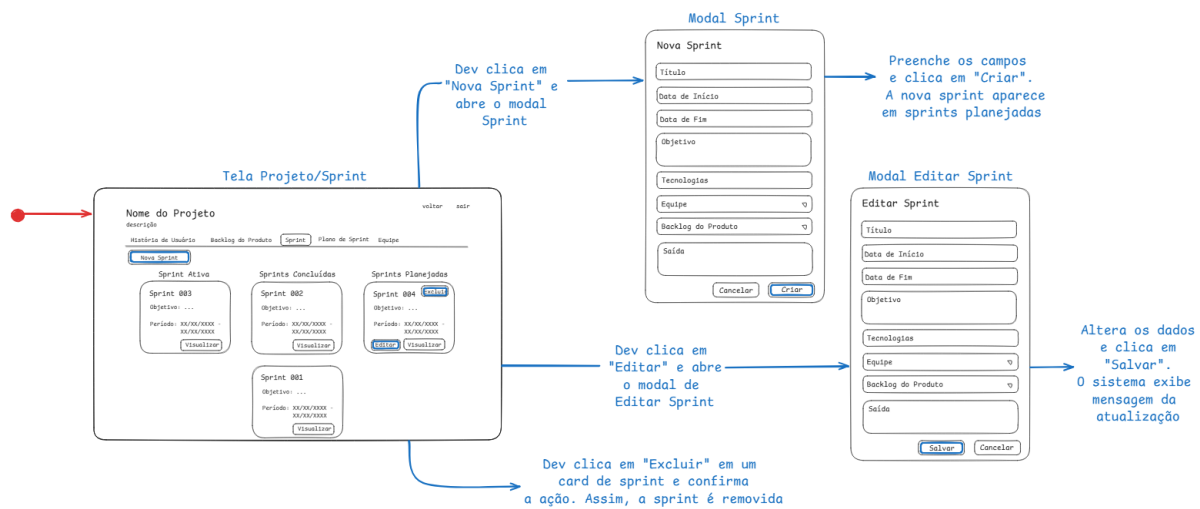 Modal Sprint
Nova Sprint
Título
Data de Início
Data de Fim
Objetivo
Tecnologias
Equipe
Backlog do Produto
Saída
Cancelar
Criar
Dev clica em
"Nova Sprint" e
abre o modal
Sprint
Preenche os campos
e clica em "Criar".
A nova sprint aparece
em sprints planejadas
Tela Projeto/Sprint
Nome do Projeto
descrição
voltar
sair
História de Usuário
Backlog do Produto
Sprint
Plano de Sprint
Equipe
Nova Sprint
Sprint Ativa
Sprint 003
Objetivo: ...
Período: XX/XX/XXXX -
XX/XX/XXXX
Visualizar
Sprints Concluídas
Sprint 002
Objetivo: ...
Período: XX/XX/XXXX -
XX/XX/XXXX
Visualizar
Sprint 001
Objetivo: ...
Período: XX/XX/XXXX -
XX/XX/XXXX
Visualizar
Sprints Planejadas
Sprint 004
Excluir
Objetivo: ...
Período: XX/XX/XXXX -
XX/XX/XXXX
Editar
Visualizar
Dev clica em
"Editar" e abre
o modal de
Editar Sprint
Modal Editar Sprint
Editar Sprint
Título
Data de Início
Data de Fim
Objetivo
Tecnologias
Equipe
Backlog do Produto
Saída
Salvar
Cancelar
Altera os dados
e clica em
"Salvar".
O sistema exibe
mensagem da
atualização
Dev clica em "Excluir" em um
card de sprint e confirma
a ação. Assim, a sprint é removida